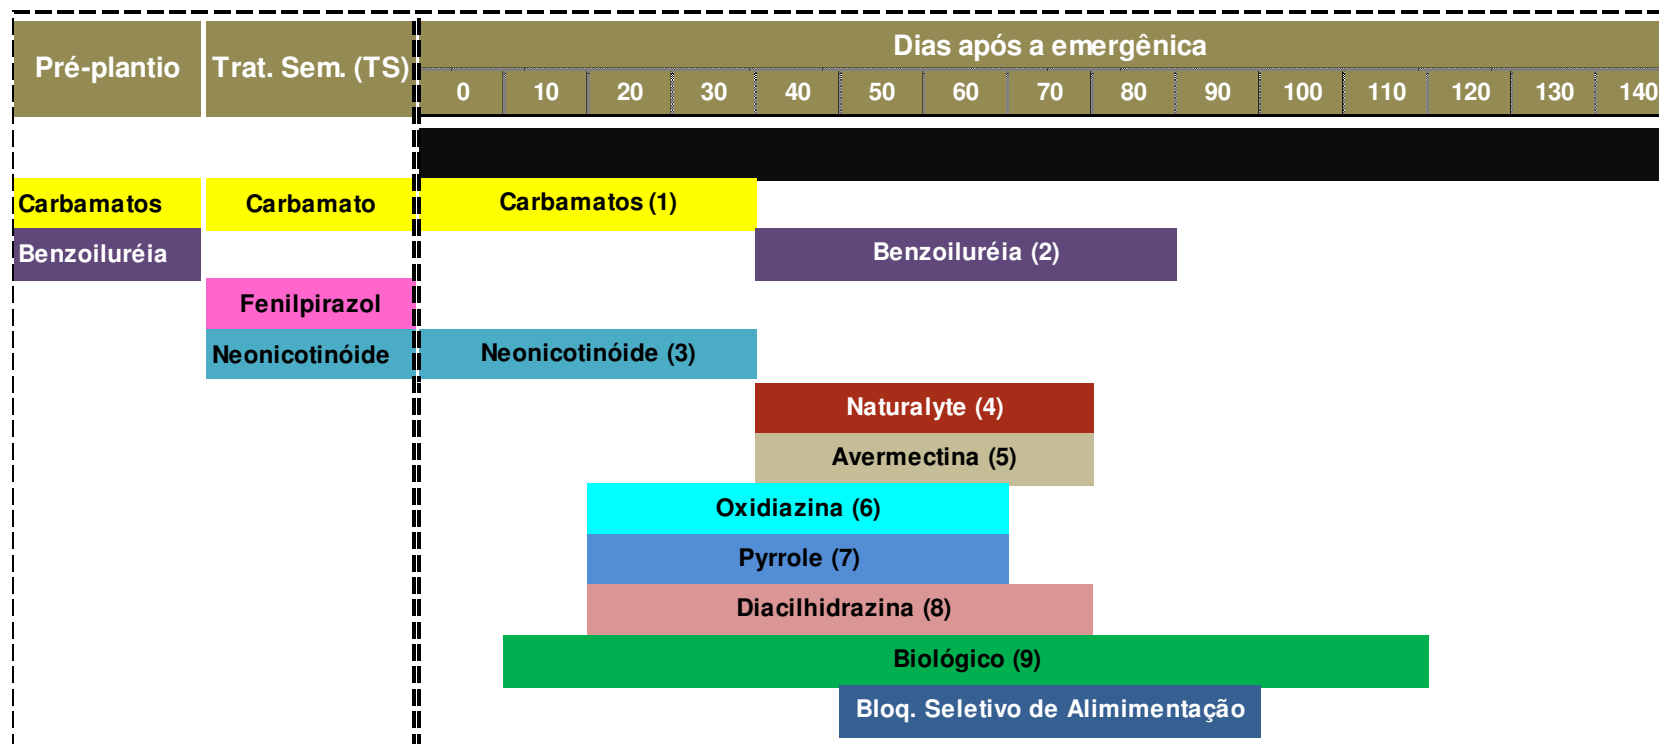 Pré-plantio Trat. Sem. (TS) Dias após a emergênica
0 10 20 30 40 50 60 70 80 90 100 110 120 130 140
Carbamatos Carbamato Carbamatos (1)
Benzoiluréia Benzoiluréia (2)
Fenilpirazol
Neonicotinóide Neonicotinóide (3)
Naturalyte (4)
Avermectina (5)
Oxidiazina (6)
Pyrrole (7)
Diacilhidrazina (8)
Biológico (9)
Bloq. Seletivo de Alimimentação